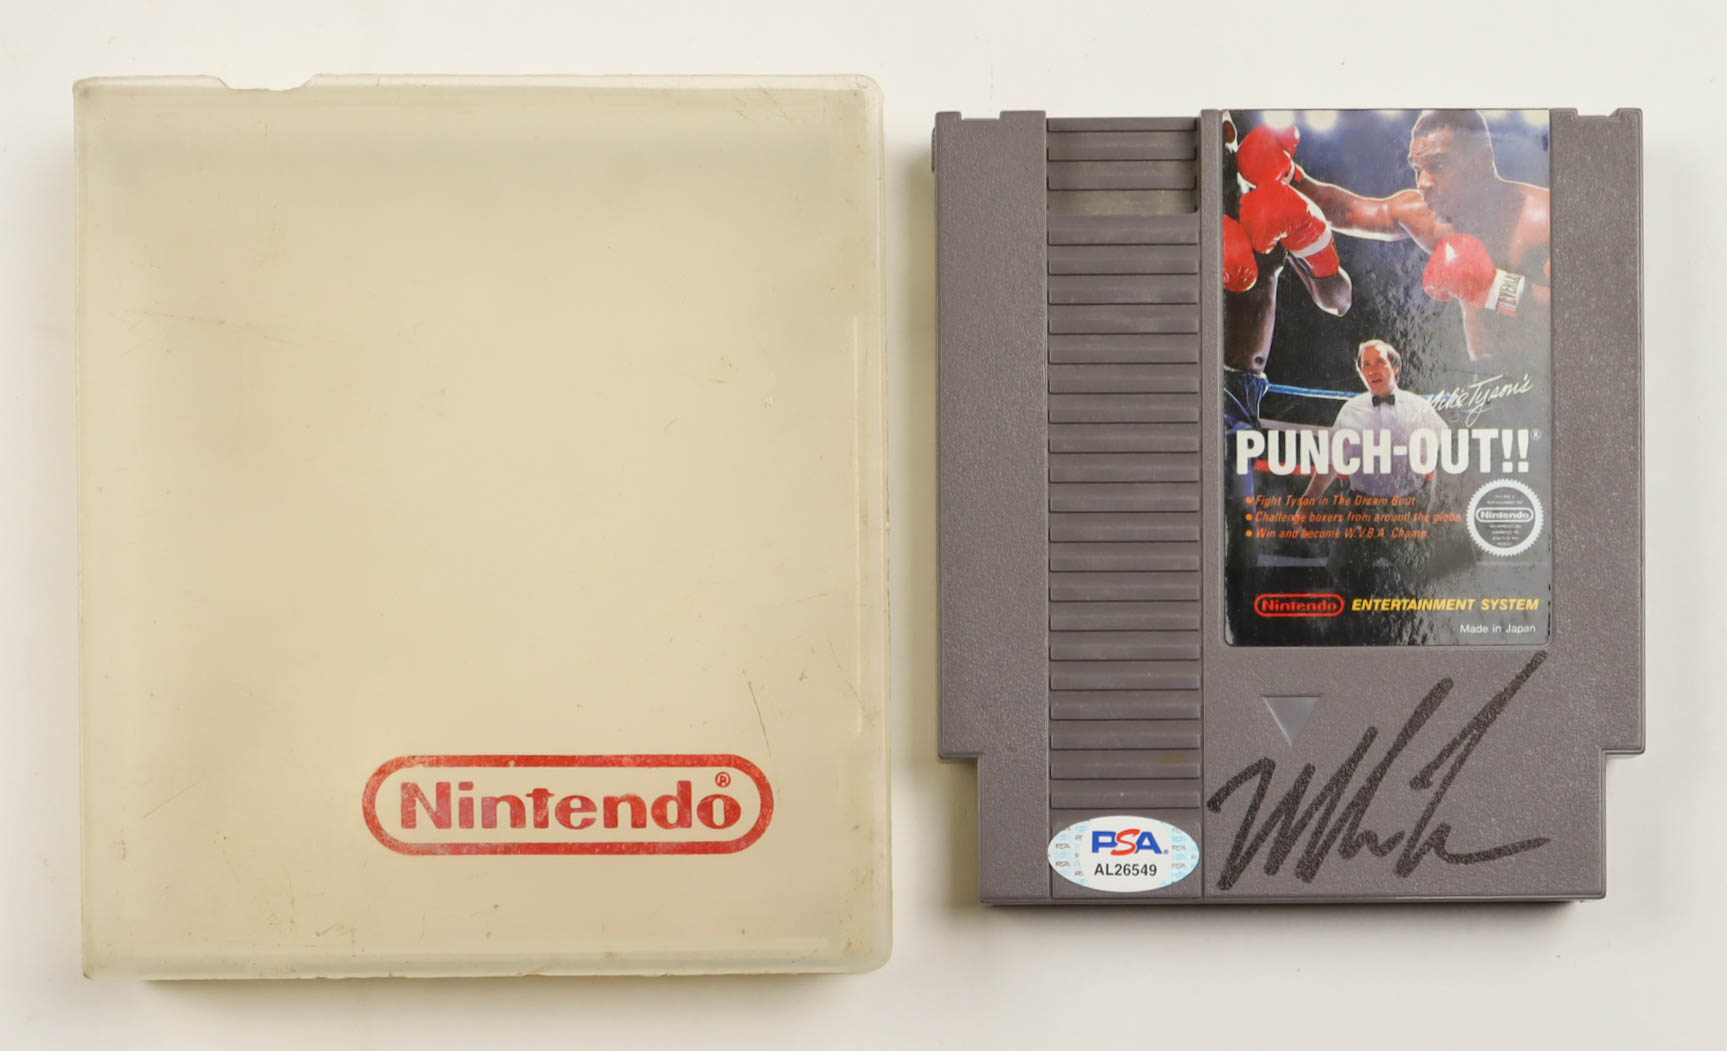 Nintendo®
Mike Tyson's
PUNCH-OUT!!®
• Fight Tyson in The Dream Bout
• Challenge boxers from around the globe.
• Win and become W.V.B.A. Champ.
Nintendo
Nintendo ENTERTAINMENT SYSTEM
Made in Japan
PSA
AL26549